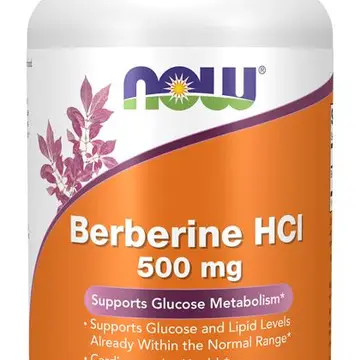 now®
Berberine HCl
500 mg
Supports Glucose Metabolism*
• Supports Glucose and Lipid Levels
Already Within the Normal Range*